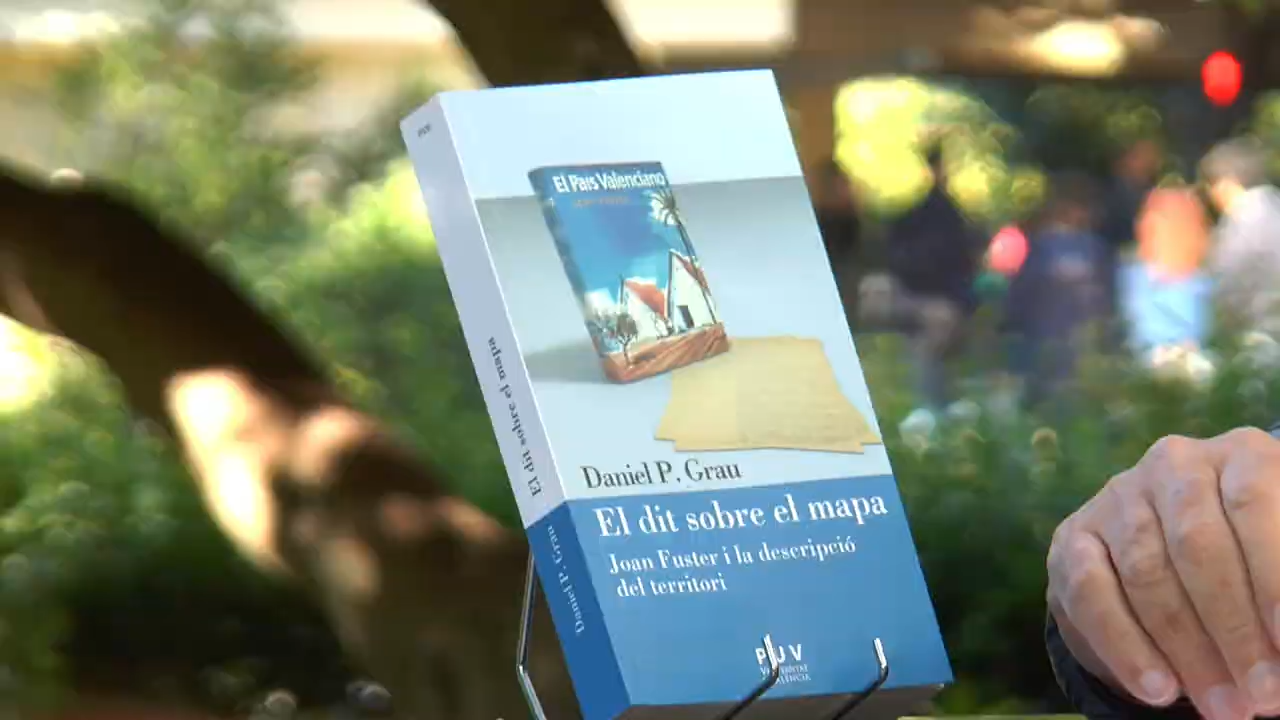 El País Valenciano
Daniel P. Grau
El dit sobre el mapa
Joan Fuster i la descripció
del territori
PUV
El dit sobre el mapa
Daniel P. Grau